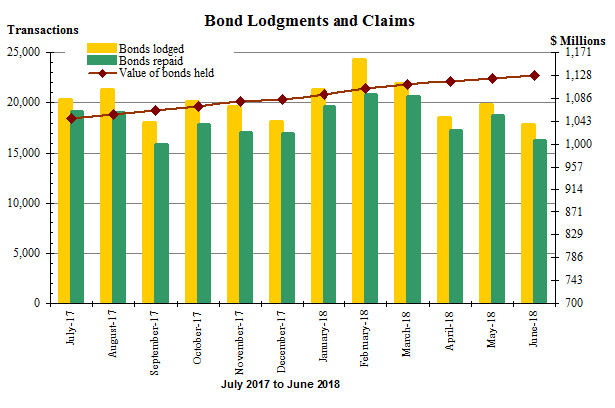 Bond Lodgments and Claims
Transactions
$ Millions
Bonds lodged
Bonds repaid
Value of bonds held
25,000
20,000
15,000
10,000
5,000
0
1,171
1,128
1,086
1,043
1,000
957
914
871
829
786
743
700
July-17
August-17
September-17
October-17
November-17
December-17
January-18
February-18
March-18
April-18
May-18
June-18
July 2017 to June 2018